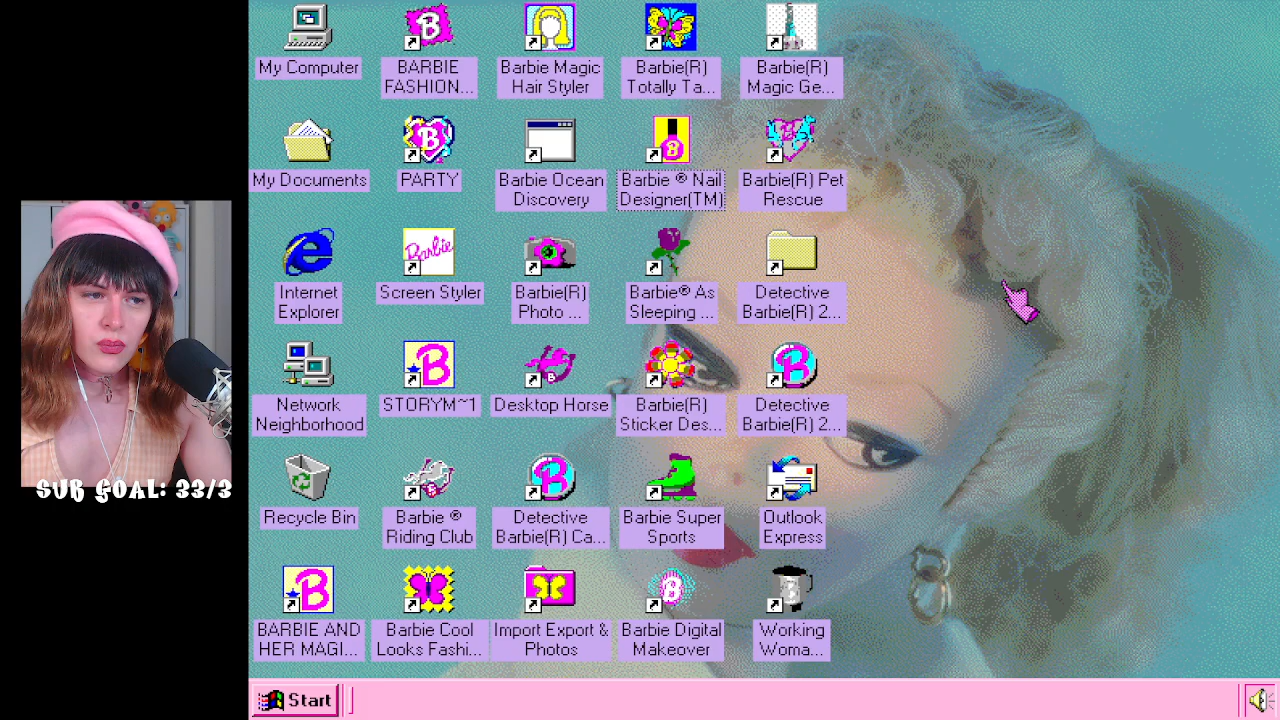 My Computer
BARBIE
FASHION...
Barbie Magic
Hair Styler
Barbie(R)
Totally Ta...
Barbie(R)
Magic Ge...
My Documents
PARTY
Barbie Ocean
Discovery
Barbie ® Nail
Designer(TM)
Barbie(R) Pet
Rescue
Internet
Explorer
Barbie
Screen Styler
Barbie(R)
Photo ...
Barbie® As
Sleeping ...
Detective
Barbie(R) 2...
Network
Neighborhood
STORYM~1
Desktop Horse
Barbie(R)
Sticker Des...
Detective
Barbie(R) 2...
Recycle Bin
Barbie ®
Riding Club
Detective
Barbie(R) Ca...
Barbie Super
Sports
Outlook
Express
BARBIE AND
HER MAGI...
Barbie Cool
Looks Fashi...
Import Export &
Photos
Barbie Digital
Makeover
Working
Woma...
SUB GOAL: 33/3
Start